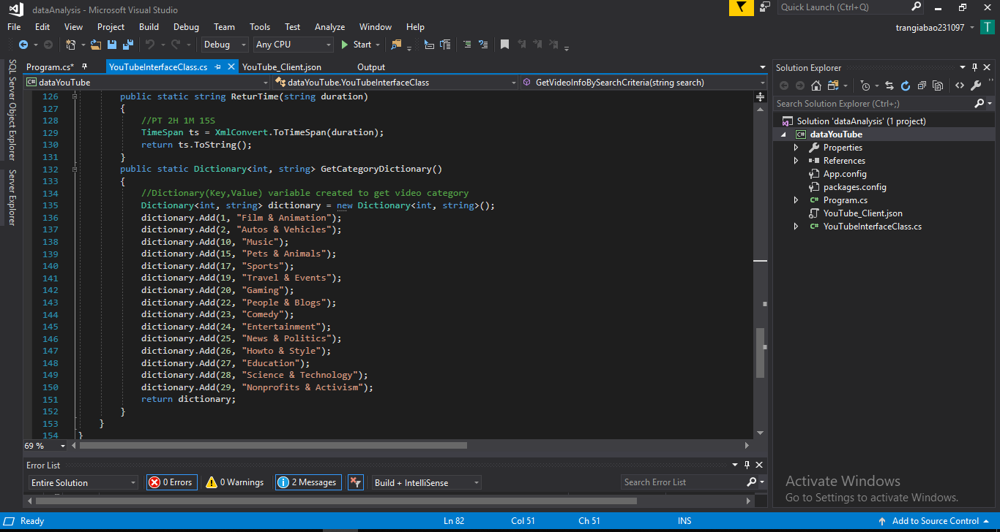 dataAnalysis - Microsoft Visual Studio
Quick Launch (Ctrl+Q)
File Edit View Project Build Debug Team Tools Test Analyze Window Help
trangiabao231097
T
Debug Any CPU Start
SQL Server Object Explorer
Server Explorer
Program.cs* YouTubeInterfaceClass.cs YouTube_Client.json Output
C# dataYouTube dataYouTube.YouTubeInterfaceClass GetVideoInfoBySearchCriteria(string search)
126 public static string ReturTime(string duration)
127 {
128 //PT 2H 1M 15S
129 TimeSpan ts = XmlConvert.ToTimeSpan(duration);
130 return ts.ToString();
131 }
132 public static Dictionary<int, string> GetCategoryDictionary()
133 {
134 //Dictionary(Key,Value) variable created to get video category
135 Dictionary<int, string> dictionary = new Dictionary<int, string>();
136 dictionary.Add(1, "Film & Animation");
137 dictionary.Add(2, "Autos & Vehicles");
138 dictionary.Add(10, "Music");
139 dictionary.Add(15, "Pets & Animals");
140 dictionary.Add(17, "Sports");
141 dictionary.Add(19, "Travel & Events");
142 dictionary.Add(20, "Gaming");
143 dictionary.Add(22, "People & Blogs");
144 dictionary.Add(23, "Comedy");
145 dictionary.Add(24, "Entertainment");
146 dictionary.Add(25, "News & Politics");
147 dictionary.Add(26, "Howto & Style");
148 dictionary.Add(27, "Education");
149 dictionary.Add(28, "Science & Technology");
150 dictionary.Add(29, "Nonprofits & Activism");
151 return dictionary;
152 }
153 }
154 }
69 %
Solution Explorer
Search Solution Explorer (Ctrl+;)
Solution 'dataAnalysis' (1 project)
C# dataYouTube
Properties
References
App.config
packages.config
C# Program.cs
YouTube_Client.json
C# YouTubeInterfaceClass.cs
Error List
Entire Solution 0 Errors 0 Warnings 2 Messages Build + IntelliSense Search Error List
Activate Windows
Go to Settings to activate Windows.
Ready Ln 82 Col 51 Ch 51 INS Add to Source Control